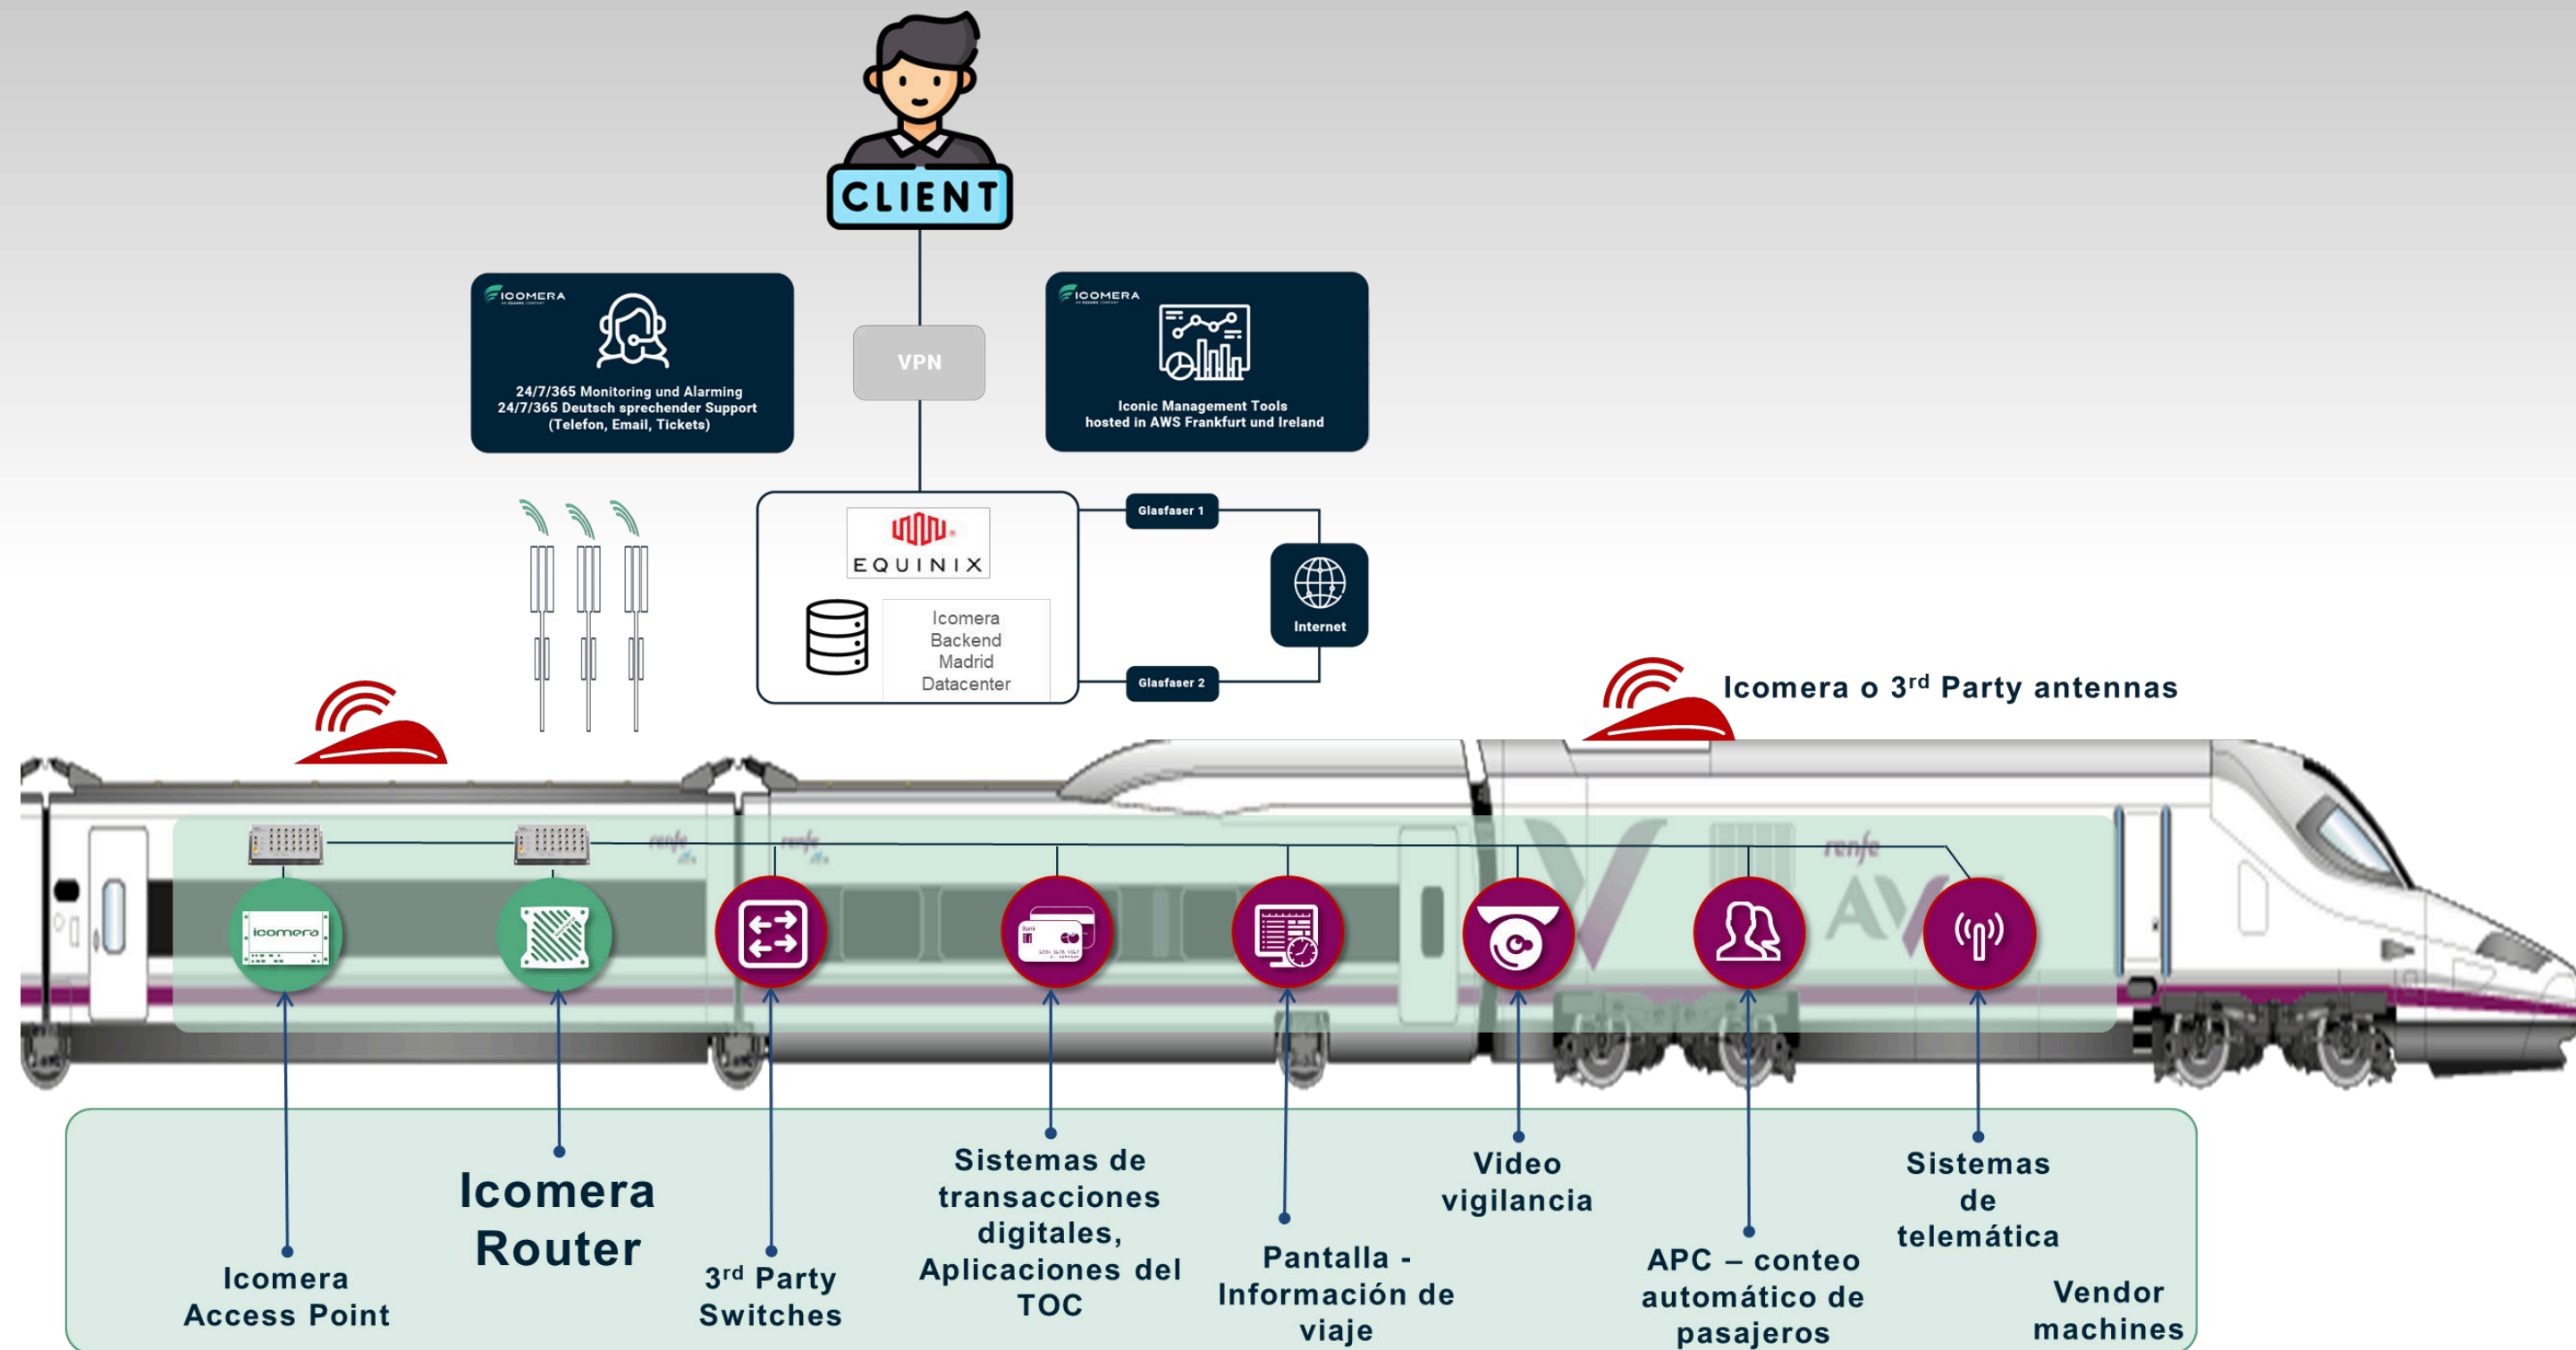 CLIENT
ICOMERA
24/7/365 Monitoring und Alarming
24/7/365 Deutsch sprechender Support
(Telefon, Email, Tickets)
VPN
ICOMERA
Iconic Management Tools
hosted in AWS Frankfurt und Ireland
EQUINIX
Icomera
Backend
Madrid
Datacenter
Glasfaser 1
Internet
Glasfaser 2
Icomera o 3rd Party antennas
renfe
renfe
renfe
AV
icomera
Bank
Icomera
Access Point
Icomera
Router
3rd Party
Switches
Sistemas de
transacciones
digitales,
Aplicaciones del
TOC
Pantalla -
Información de
viaje
Video
vigilancia
APC – conteo
automático de
pasajeros
Sistemas
de
telemática
Vendor
machines